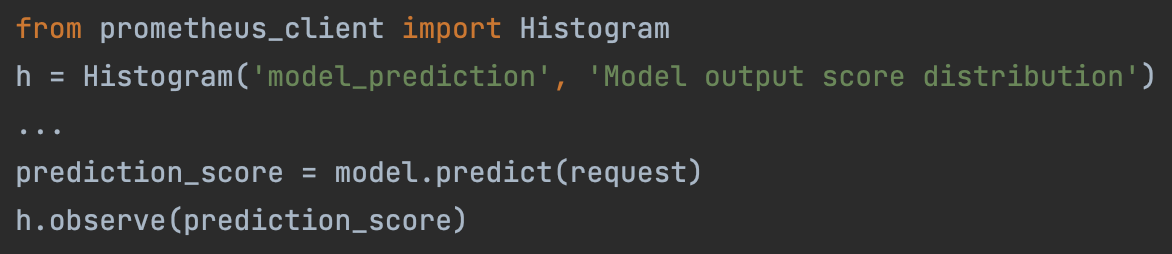 from prometheus_client import Histogram
h = Histogram('model_prediction', 'Model output score distribution')
...
prediction_score = model.predict(request)
h.observe(prediction_score)